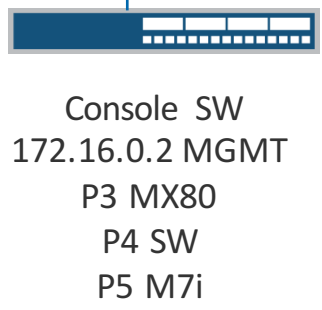 Console SW
172.16.0.2 MGMT
P3 MX80
P4 SW
P5 M7i